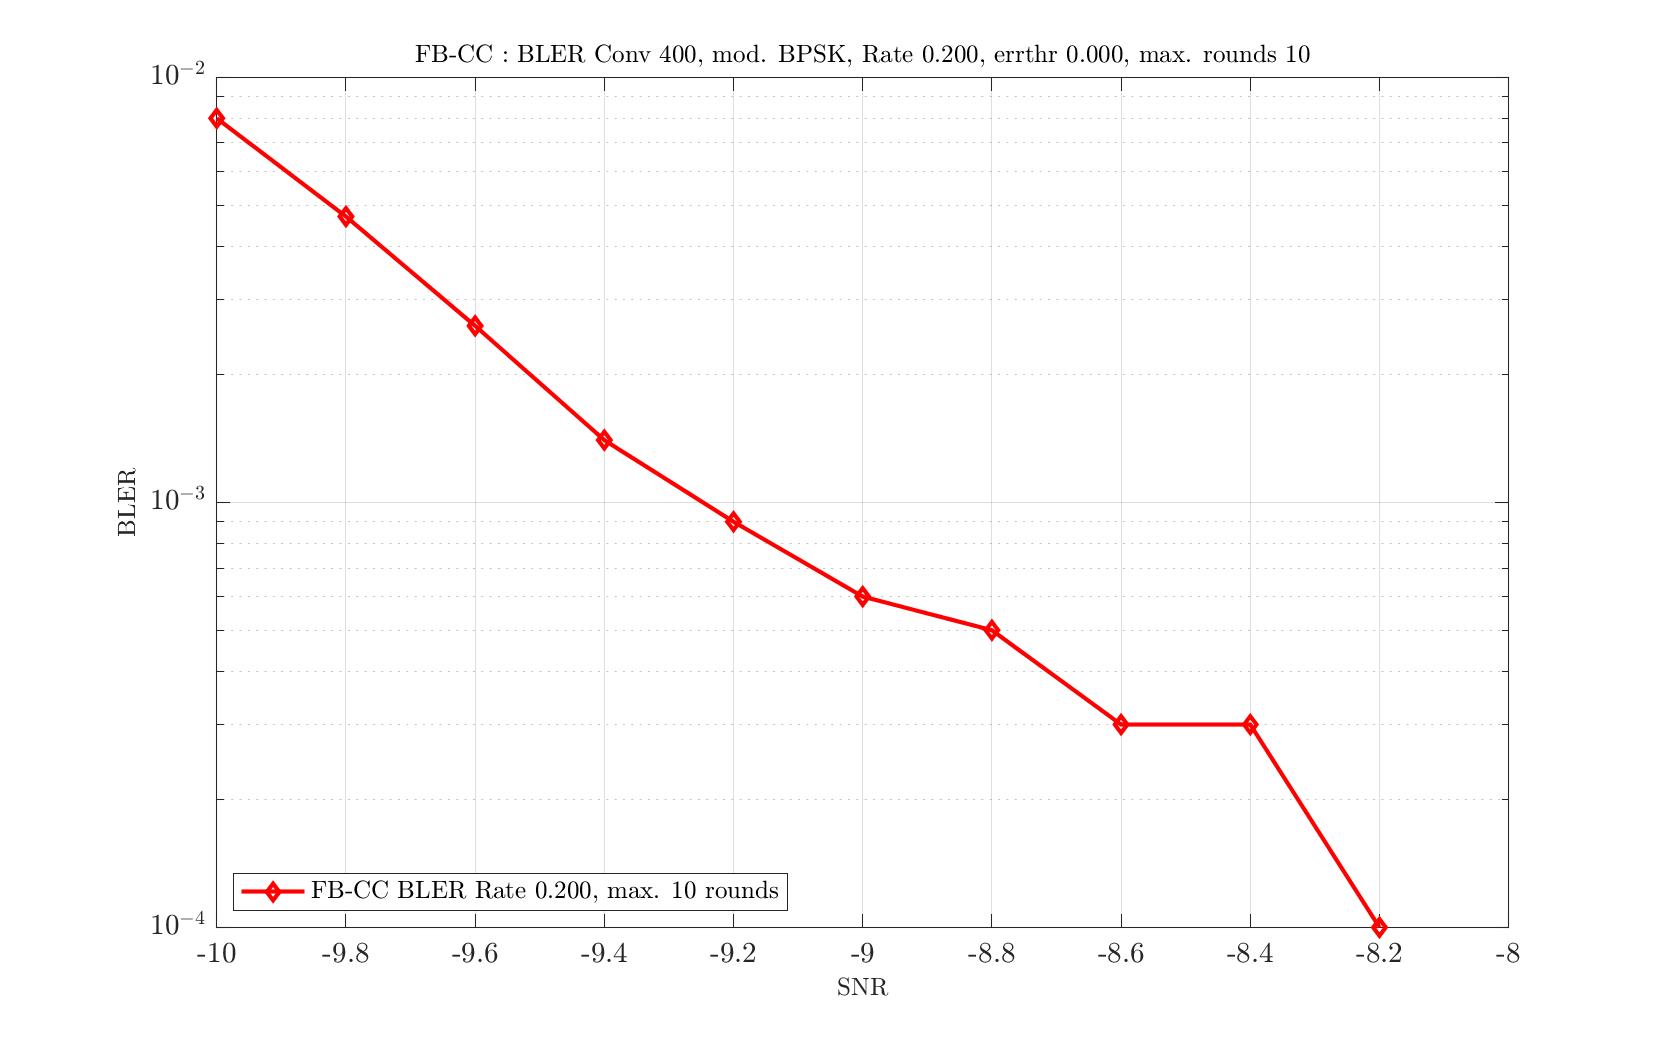 FB-CC : BLER Conv 400, mod. BPSK, Rate 0.200, errthr 0.000, max. rounds 10
10⁻²
10⁻³
10⁻⁴
BLER
FB-CC BLER Rate 0.200, max. 10 rounds
-10 -9.8 -9.6 -9.4 -9.2 -9 -8.8 -8.6 -8.4 -8.2 -8
SNR